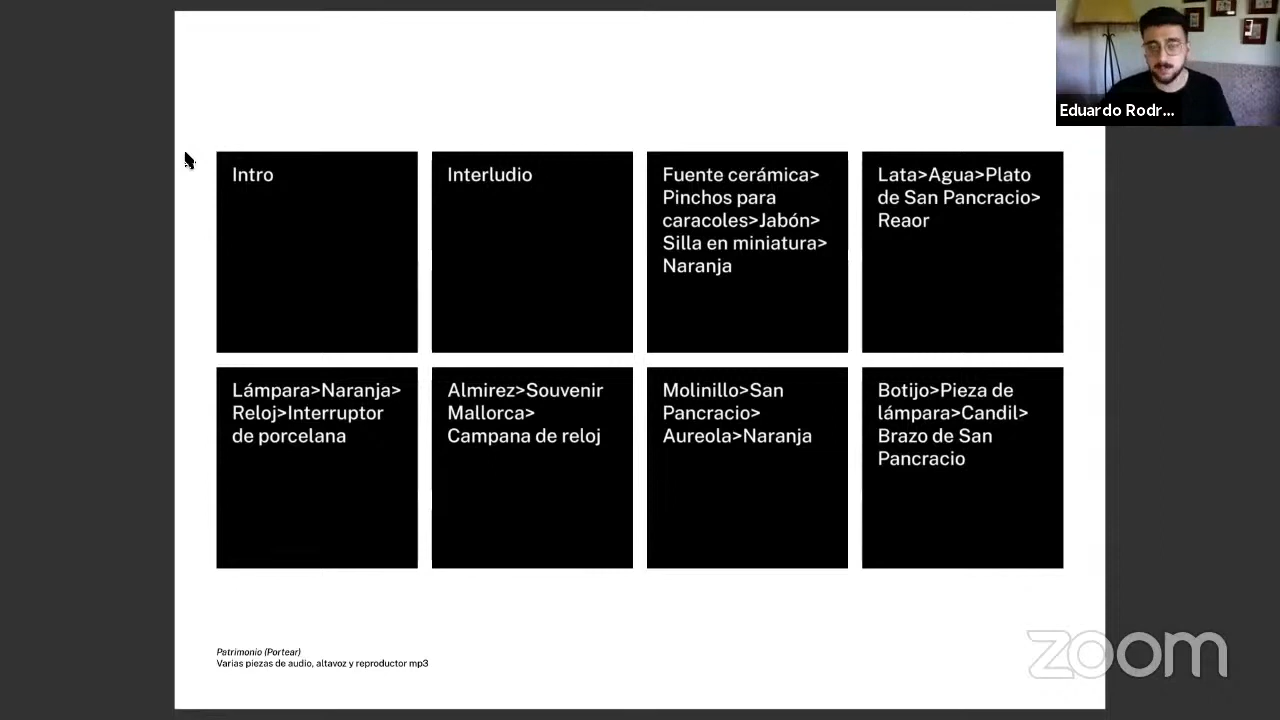 Eduardo Rodr...
Intro
Interludio
Fuente cerámica>
Pinchos para
caracoles>Jabón>
Silla en miniatura>
Naranja
Lata>Agua>Plato
de San Pancracio>
Reaor
Lámpara>Naranja>
Reloj>Interruptor
de porcelana
Almirez>Souvenir
Mallorca>
Campana de reloj
Molinillo>San
Pancracio>
Aureola>Naranja
Botijo>Pieza de
lámpara>Candil>
Brazo de San
Pancracio
Patrimonio (Portear)
Varias piezas de audio, altavoz y reproductor mp3
zoom